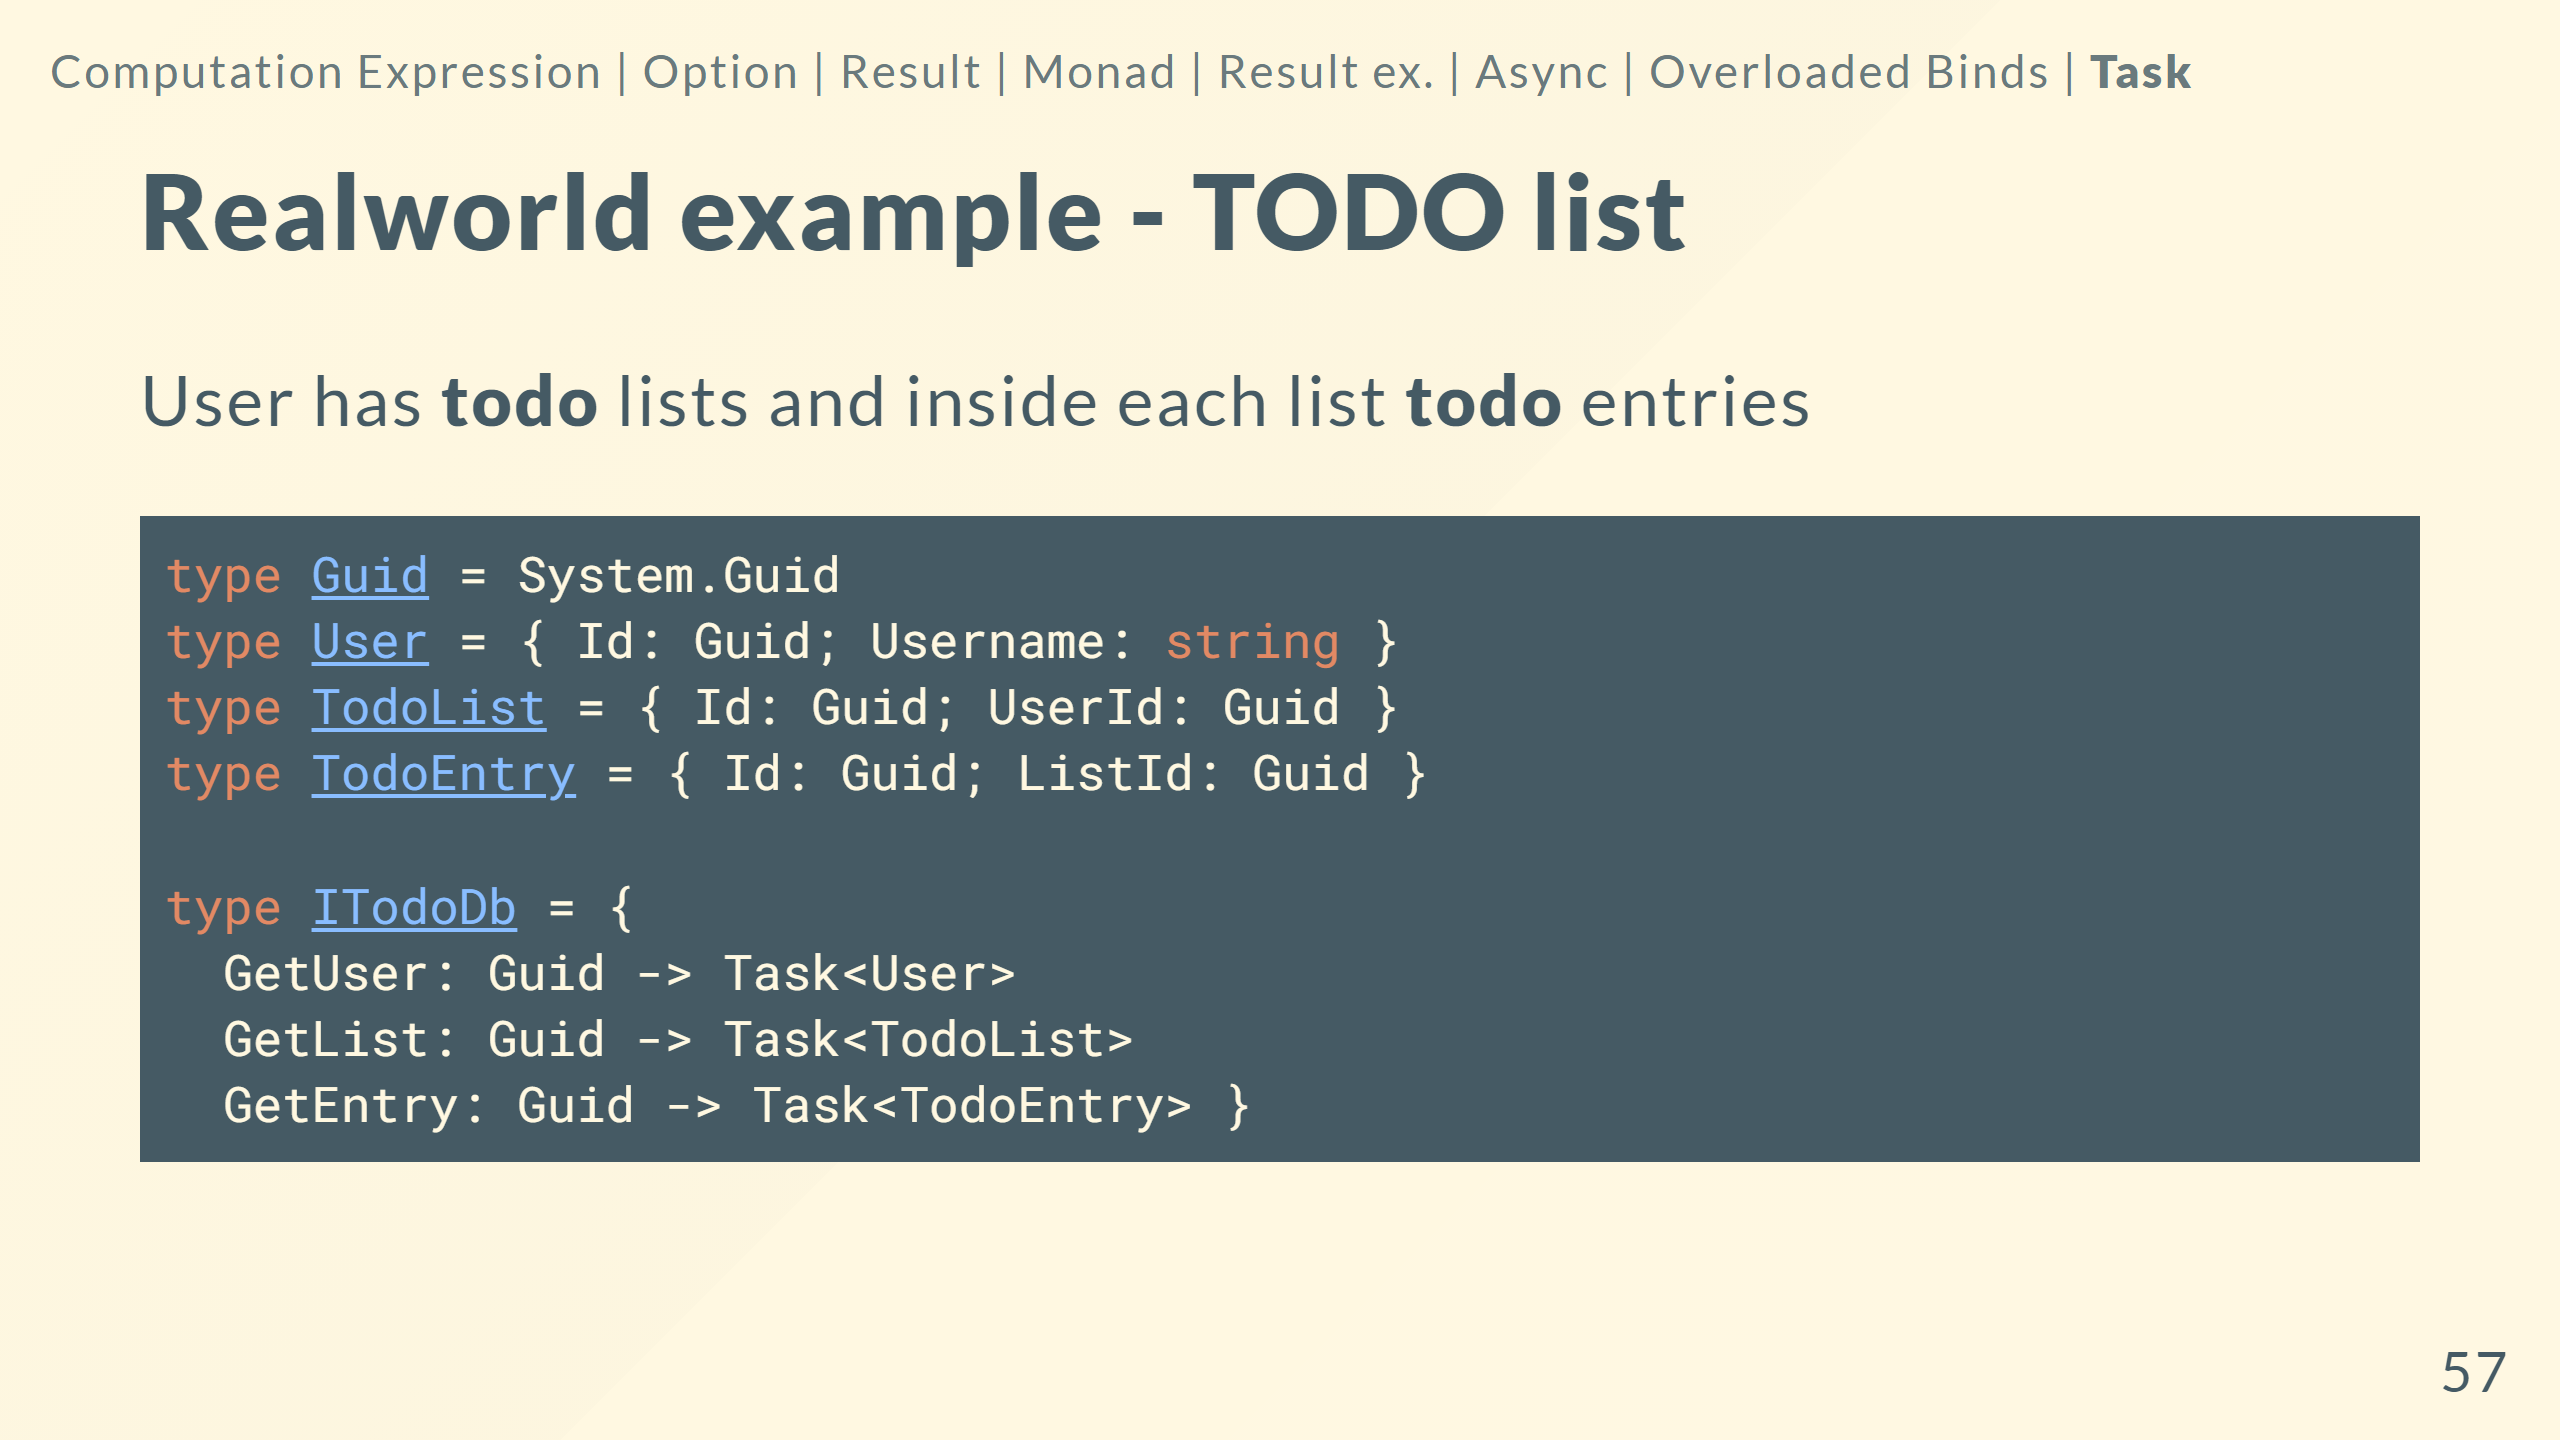 Computation Expression | Option | Result | Monad | Result ex. | Async | Overloaded Binds | Task
Realworld example - TODO list
User has todo lists and inside each list todo entries
type Guid = System.Guid
type User = { Id: Guid; Username: string }
type TodoList = { Id: Guid; UserId: Guid }
type TodoEntry = { Id: Guid; ListId: Guid }
type ITodoDb = {
  GetUser: Guid -> Task<User>
  GetList: Guid -> Task<TodoList>
  GetEntry: Guid -> Task<TodoEntry> }
57